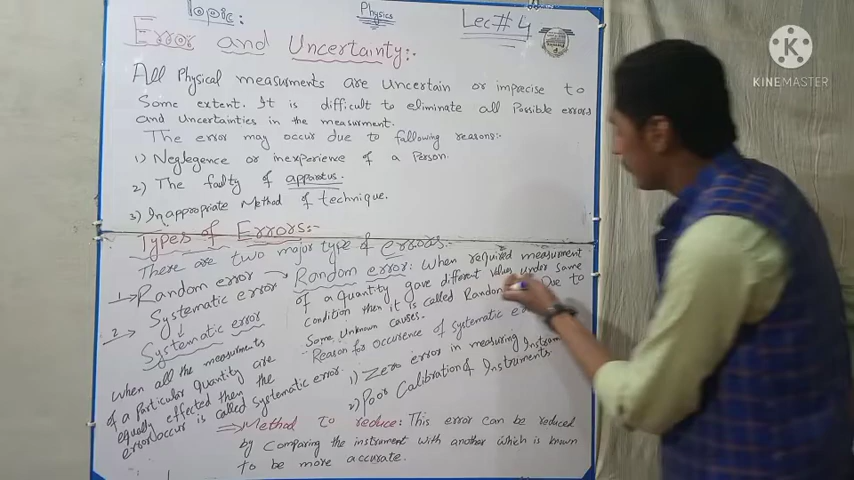 Topic:
Physics
Lec#4
Error and Uncertainty:-
All Physical measurments are Uncertain or imprecise to
Some extent. It is difficult to eliminate all Possible errors
and Uncertainties in the measurment.
The error may occur due to following reasons:-
1) Neglegence or inexperience of a Person.
2) The faulty of apparatus.
3) Inappropriate Method of technique.
Types of Errors:-
There are two major type of errors.
1 → Random error →
2 → Systematic error
Random error: When required measurment
of a Quantity gave different values under same
condition then it is called Random Due to
Some Unknown causes.
Systematic error
When all the measurments
of a Particular Quantity are
equally effected then the
error occur is called Systematic error.
Reason for occurence of Systematic
1) Zero error in measuring Instrum
2) Poor Calibration of Instruments.
⇒ Method to reduce: This error can be reduced
by Comparing the instrument with another which is known
to be more accurate.
K
KINEMASTER